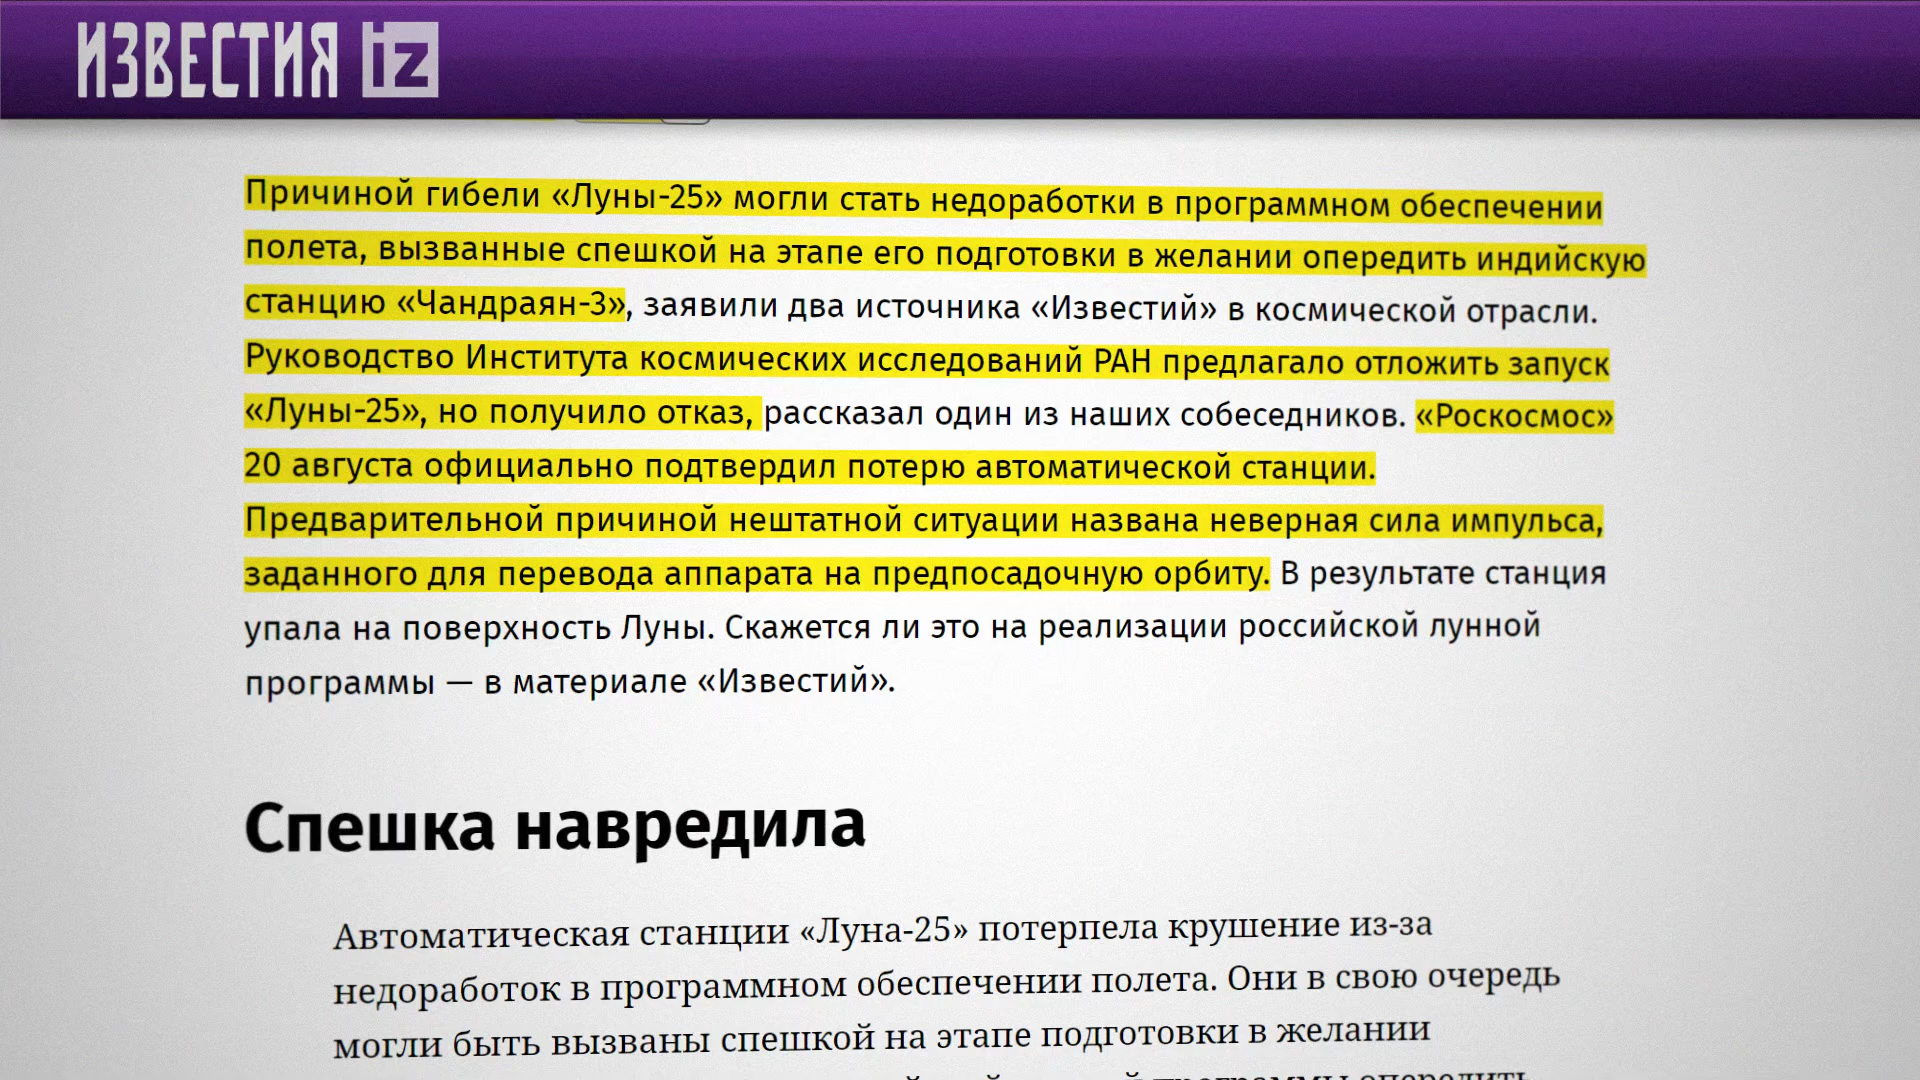 ИЗВЕСТИЯ iz
Причиной гибели «Луны-25» могли стать недоработки в программном обеспечении
полета, вызванные спешкой на этапе его подготовки в желании опередить индийскую
станцию «Чандраян-3», заявили два источника «Известий» в космической отрасли.
Руководство Института космических исследований РАН предлагало отложить запуск
«Луны-25», но получило отказ, рассказал один из наших собеседников. «Роскосмос»
20 августа официально подтвердил потерю автоматической станции.
Предварительной причиной нештатной ситуации названа неверная сила импульса,
заданного для перевода аппарата на предпосадочную орбиту. В результате станция
упала на поверхность Луны. Скажется ли это на реализации российской лунной
программы — в материале «Известий».
Спешка навредила
Автоматическая станции «Луна-25» потерпела крушение из-за
недоработок в программном обеспечении полета. Они в свою очередь
могли быть вызваны спешкой на этапе подготовки в желании
программы опередить